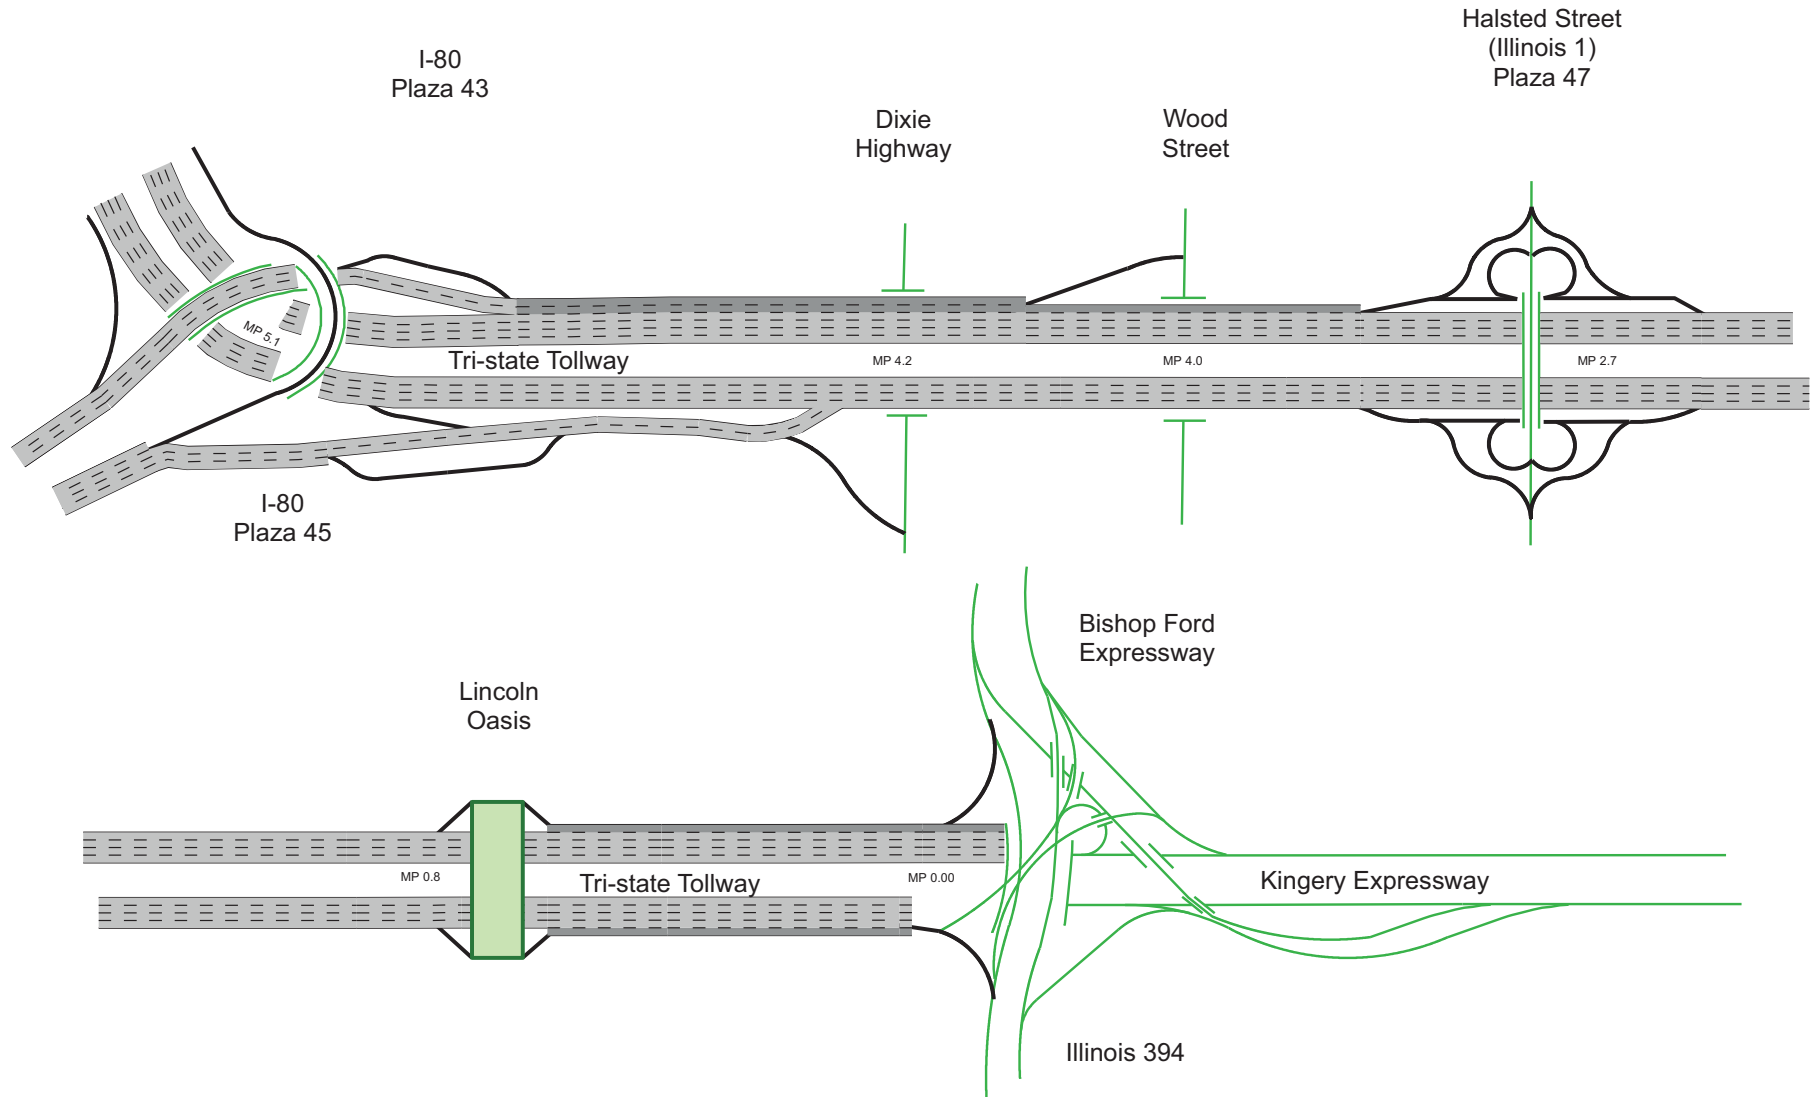 Halsted Street
(Illinois 1)
Plaza 47
I-80
Plaza 43
Dixie
Highway
Wood
Street
MP 5.1
Tri-state Tollway
MP 4.2
MP 4.0
MP 2.7
I-80
Plaza 45
Bishop Ford
Expressway
Lincoln
Oasis
MP 0.8
Tri-state Tollway
MP 0.00
Kingery Expressway
Illinois 394